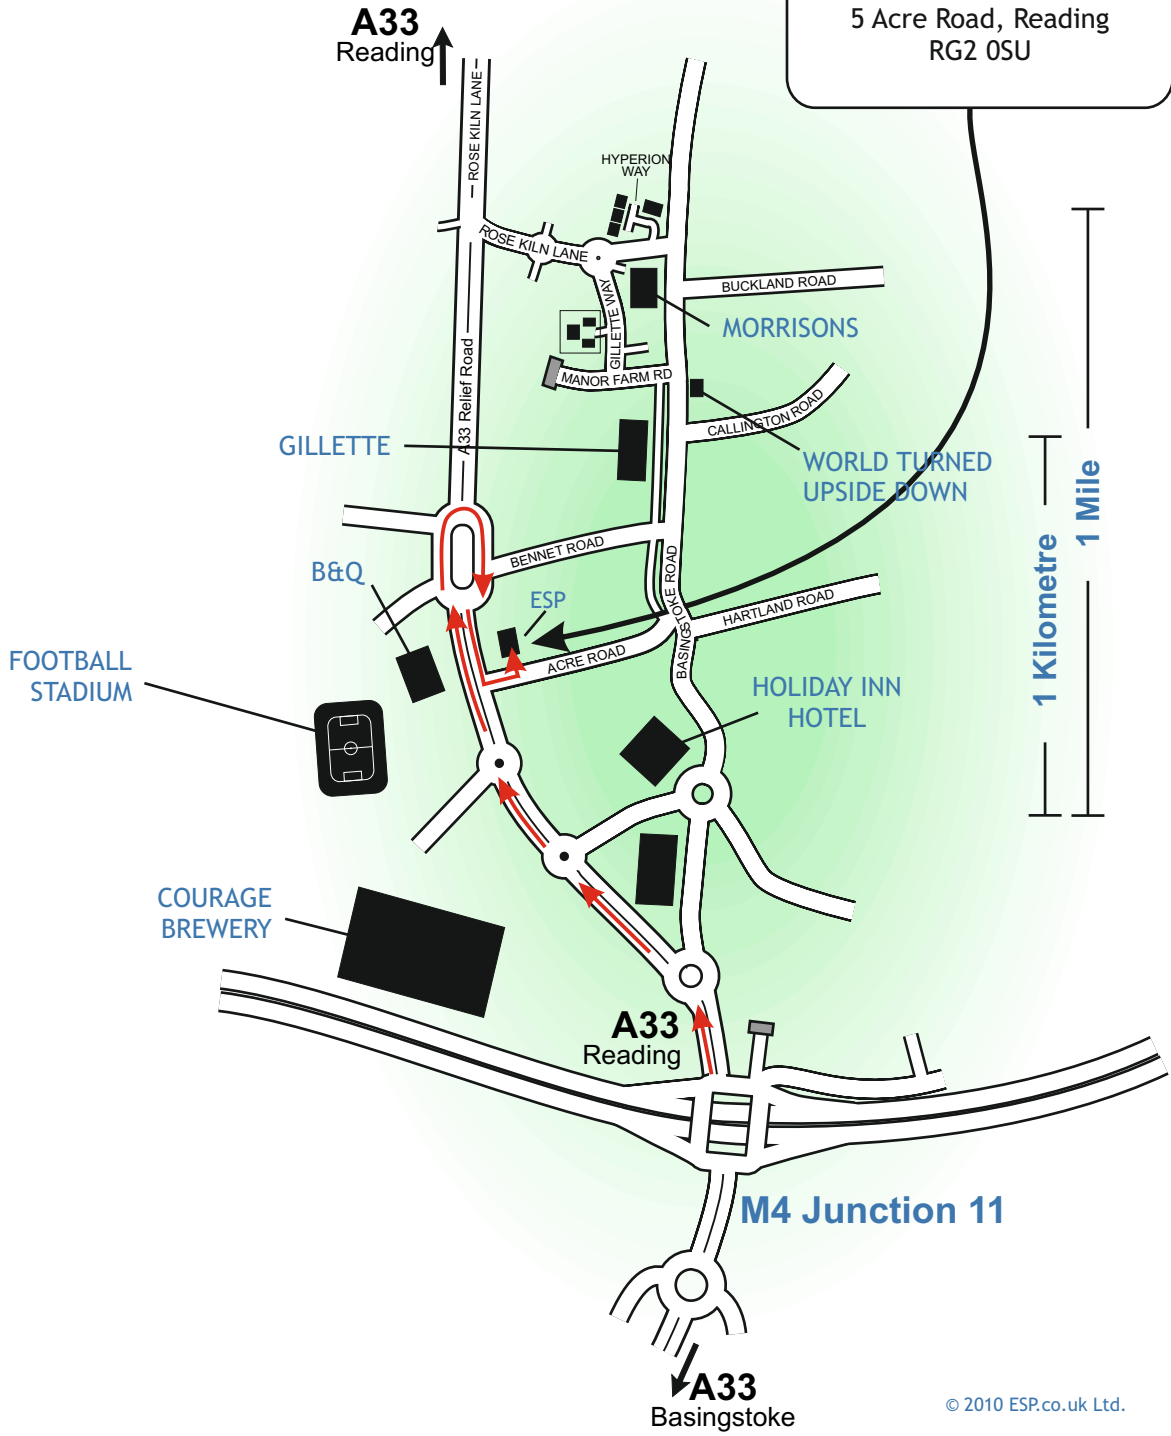 A33
Reading
5 Acre Road, Reading
RG2 0SU
ROSE KILN LANE
HYPERION
WAY
ROSE KILN LANE
BUCKLAND ROAD
GILLETTE WAY
MORRISONS
A33 Relief Road
MANOR FARM RD
CALLINGTON ROAD
GILLETTE
WORLD TURNED
UPSIDE DOWN
1 Mile
1 Kilometre
BENNET ROAD
B&Q
ESP
BASINGSTOKE ROAD
HARTLAND ROAD
ACRE ROAD
FOOTBALL
STADIUM
HOLIDAY INN
HOTEL
COURAGE
BREWERY
A33
Reading
M4 Junction 11
A33
Basingstoke
© 2010 ESP.co.uk Ltd.